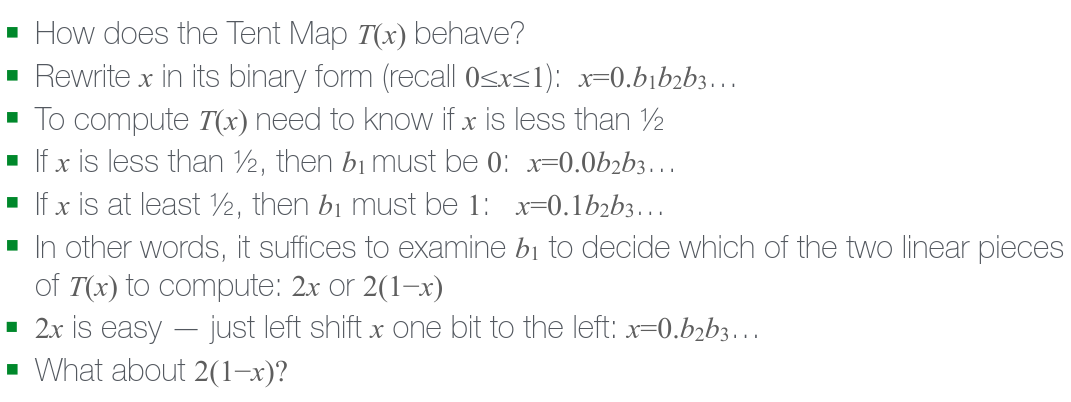 ▪ How does the Tent Map T(x) behave?
▪ Rewrite x in its binary form (recall 0≤x≤1): x=0.b₁b₂b₃…
▪ To compute T(x) need to know if x is less than ½
▪ If x is less than ½, then b₁ must be 0: x=0.0b₂b₃…
▪ If x is at least ½, then b₁ must be 1: x=0.1b₂b₃…
▪ In other words, it suffices to examine b₁ to decide which of the two linear pieces
of T(x) to compute: 2x or 2(1−x)
▪ 2x is easy — just left shift x one bit to the left: x=0.b₂b₃…
▪ What about 2(1−x)?